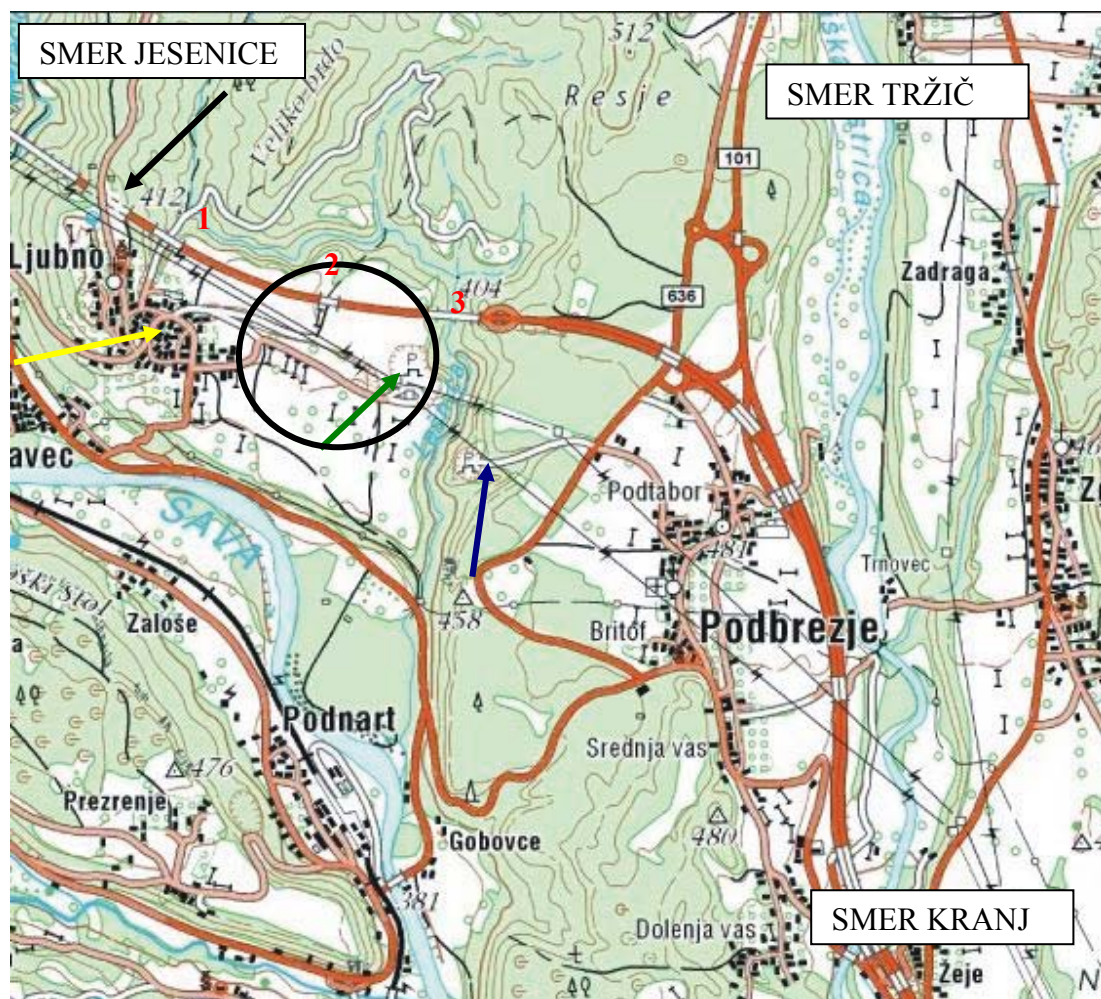 SMER JESENICE
512
Resje
SMER TRŽIČ
Veliko brdo
101
412
1
Ljubno
2
404
3
636
Zadraga
P
P
avec
Podtabor
SAVA
481
Trnovec
458
Zaloše
Britof
Podbrezje
Podnart
Srednja vas
476
Prezrenje
480
Gobovce
381
SMER KRANJ
Dolenja vas
Žeje
N